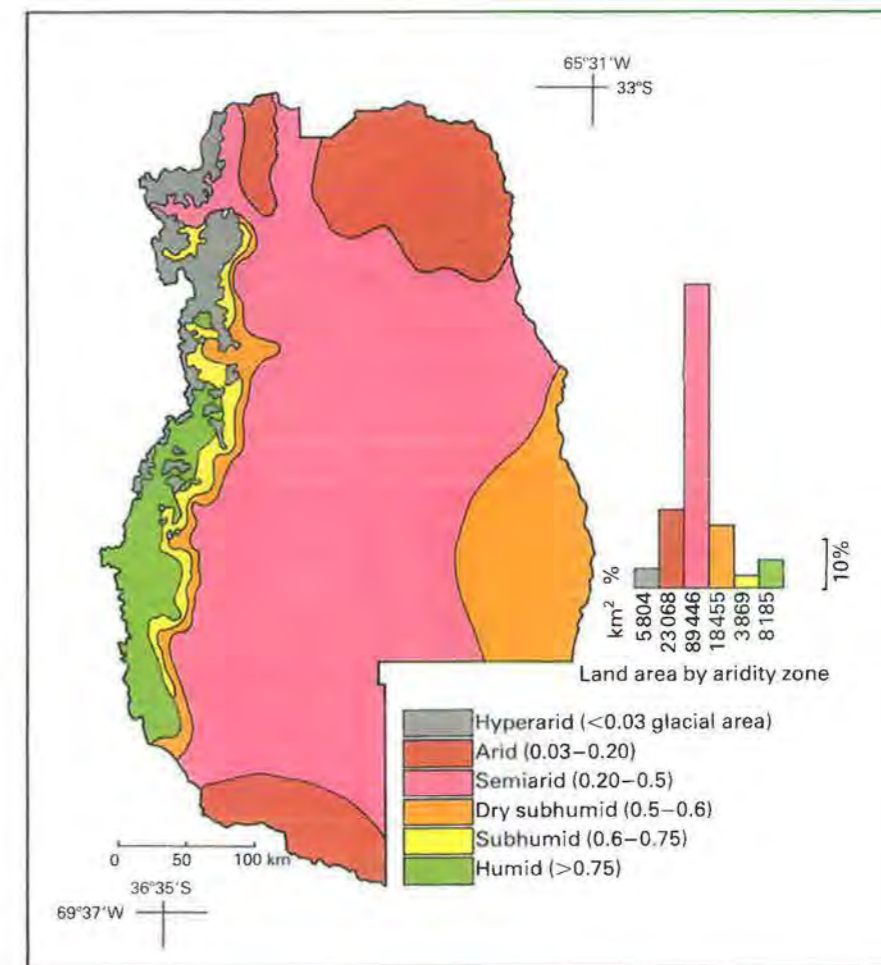 65°31'W
33°S
10%
%
km²
5804
23068
89446
18455
3869
8185
Land area by aridity zone
Hyperarid (<0.03 glacial area)
Arid (0.03–0.20)
Semiarid (0.20–0.5)
Dry subhumid (0.5–0.6)
Subhumid (0.6–0.75)
Humid (>0.75)
0 50 100 km
36°35'S
69°37'W